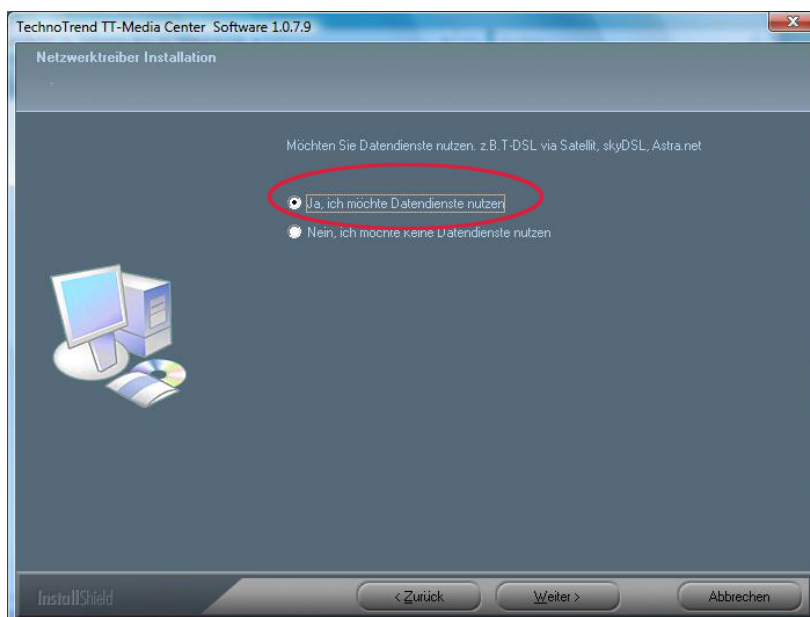 TechnoTrend TT-Media Center Software 1.0.7.9
Netzwerktreiber Installation
Möchten Sie Datendienste nutzen. z.B.T-DSL via Satellit, skyDSL, Astra.net
Ja, ich möchte Datendienste nutzen
Nein, ich möchte keine Datendienste nutzen
InstallShield
< Zurück
Weiter >
Abbrechen